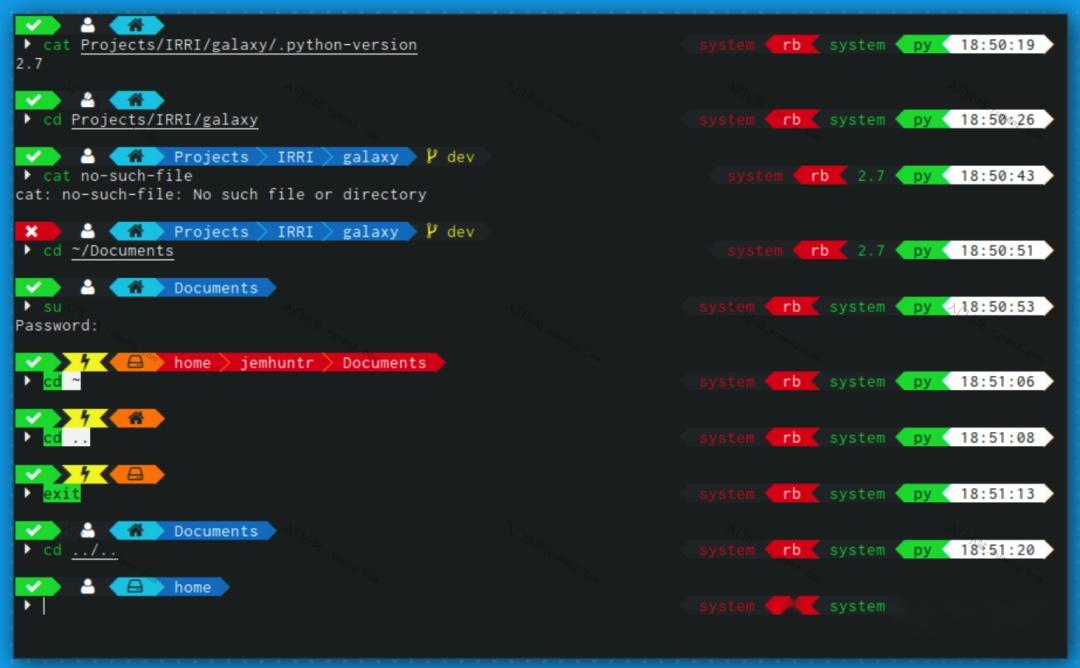 cat Projects/IRRI/galaxy/.python-version system rb system py 18:50:19
2.7
cd Projects/IRRI/galaxy system rb system py 18:50:26
Projects IRRI galaxy dev
cat no-such-file system rb 2.7 py 18:50:43
cat: no-such-file: No such file or directory
Projects IRRI galaxy dev
cd ~/Documents system rb 2.7 py 18:50:51
Documents
su system rb system py 18:50:53
Password:
home jemhuntr Documents
cd ~ system rb system py 18:51:06
cd .. system rb system py 18:51:08
exit system rb system py 18:51:13
Documents
cd ../.. system rb system py 18:51:20
home
system system